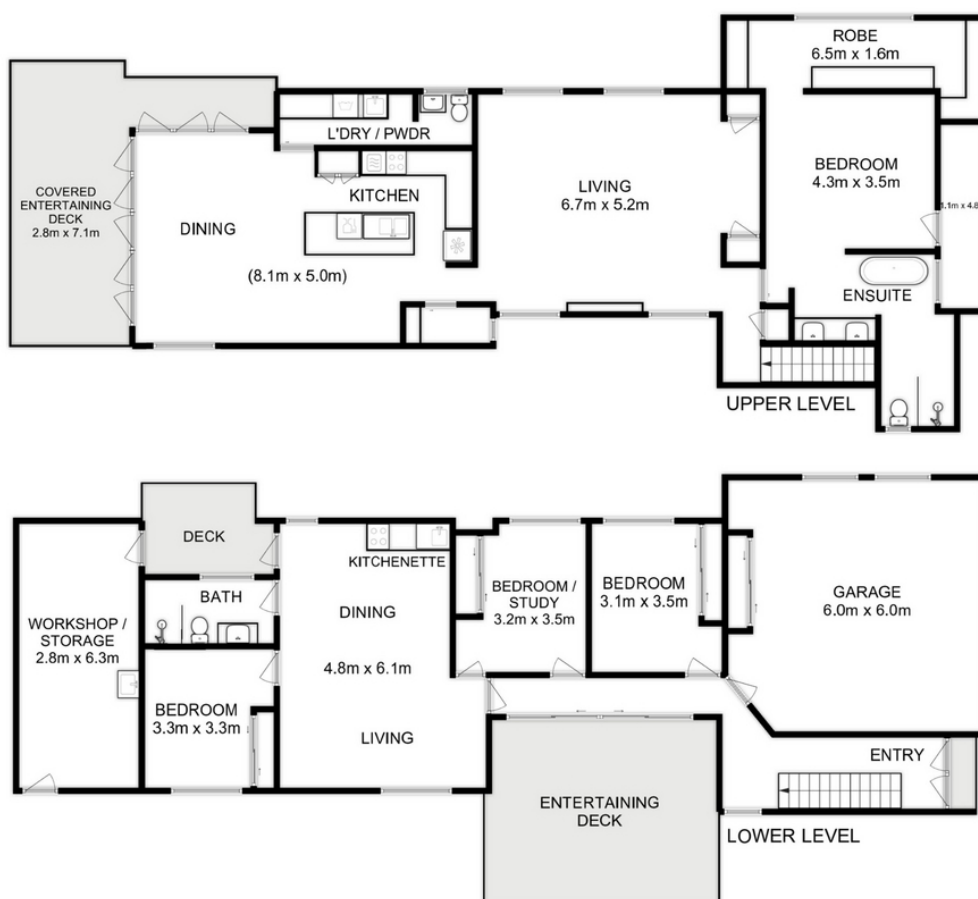 ROBE
6.5m x 1.6m
L'DRY / PWDR
BEDROOM
4.3m x 3.5m
LIVING
6.7m x 5.2m
KITCHEN
COVERED
ENTERTAINING
DECK
2.8m x 7.1m
DINING
(8.1m x 5.0m)
ENSUITE
UPPER LEVEL
DECK
KITCHENETTE
BATH
BEDROOM /
STUDY
3.2m x 3.5m
BEDROOM
3.1m x 3.5m
GARAGE
6.0m x 6.0m
WORKSHOP /
STORAGE
2.8m x 6.3m
DINING
4.8m x 6.1m
LIVING
BEDROOM
3.3m x 3.3m
ENTRY
ENTERTAINING
DECK
LOWER LEVEL